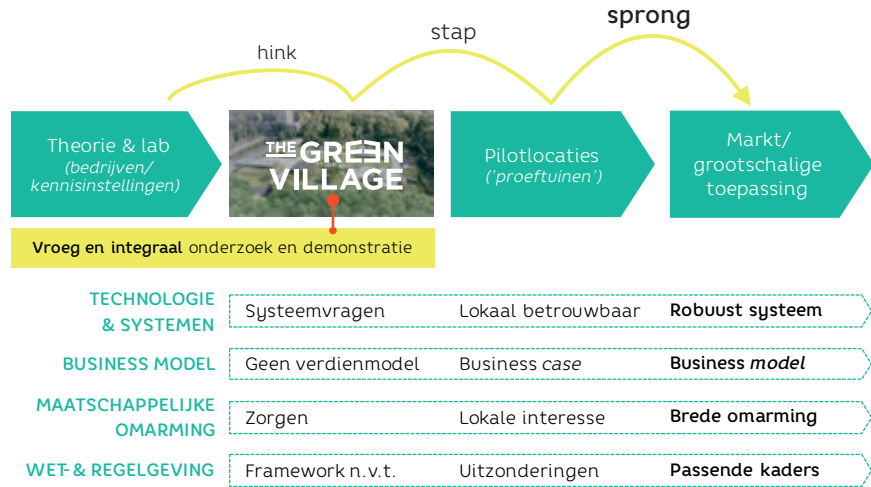 hink
stap
sprong
Theorie & lab
(bedrijven/
kennisinstellingen)
THE GREEN
VILLAGE
Pilotlocaties
('proeftuinen')
Markt/
grootschalige
toepassing
Vroeg en integraal onderzoek en demonstratie
TECHNOLOGIE
& SYSTEMEN
Systeemvragen
Lokaal betrouwbaar
Robuust systeem
BUSINESS MODEL
Geen verdienmodel
Business case
Business model
MAATSCHAPPELIJKE
OMARMING
Zorgen
Lokale interesse
Brede omarming
WET- & REGELGEVING
Framework n.v.t.
Uitzonderingen
Passende kaders